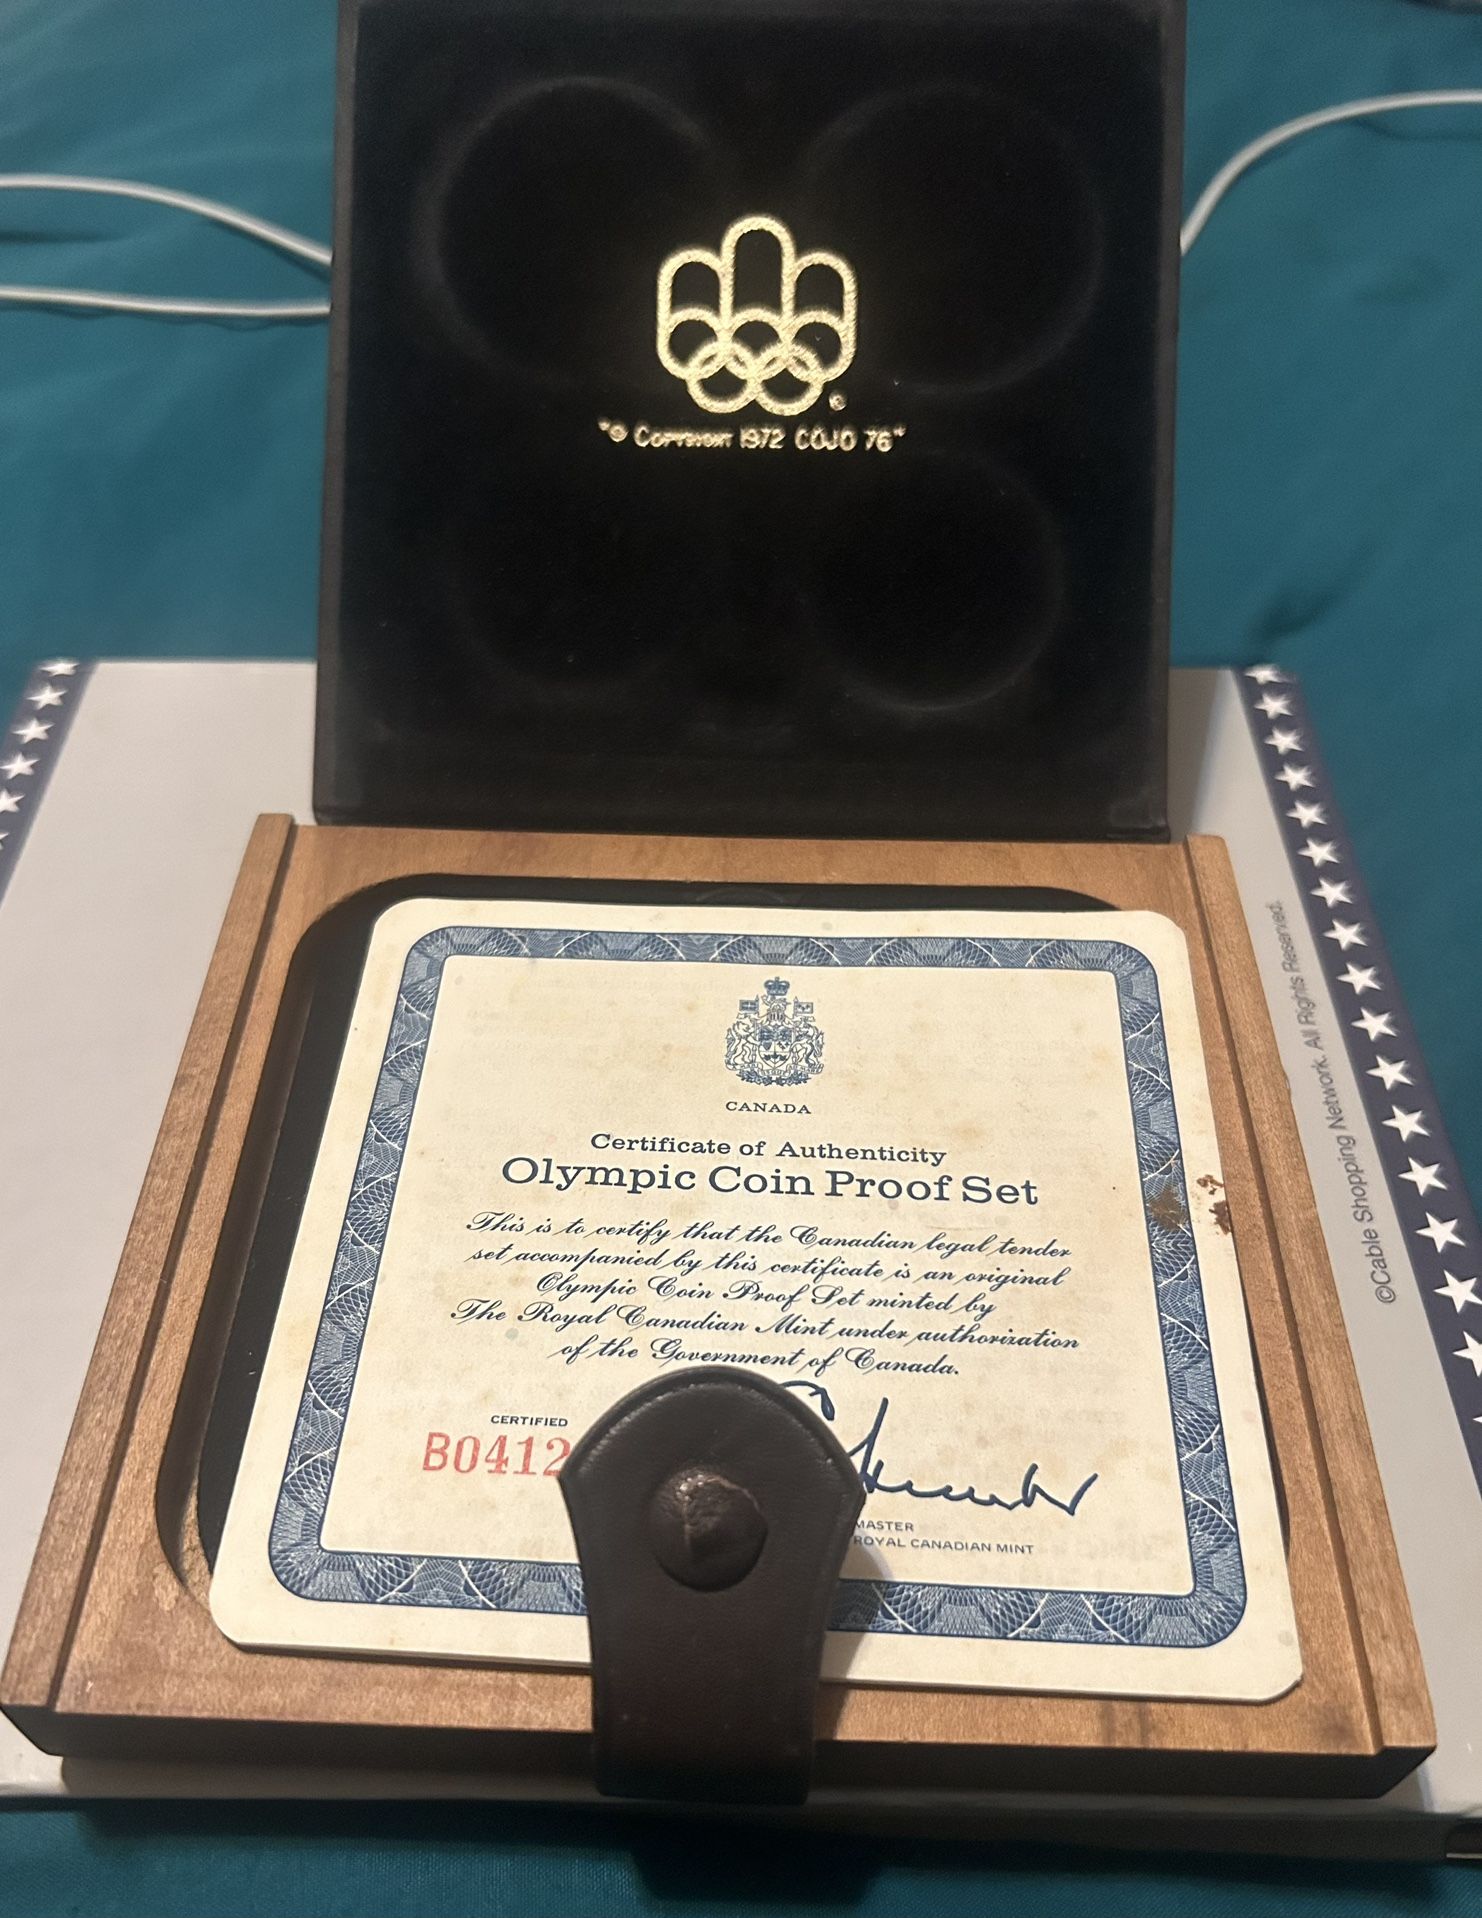 "© Copyright 1972 COJO 76"
CANADA
Certificate of Authenticity
Olympic Coin Proof Set
This is to certify that the Canadian legal tender
set accompanied by this certificate is an original
Olympic Coin Proof Set minted by
The Royal Canadian Mint under authorization
of the Government of Canada.
CERTIFIED
B0412
MASTER
ROYAL CANADIAN MINT
©Cable Shopping Network. All Rights Reserved.